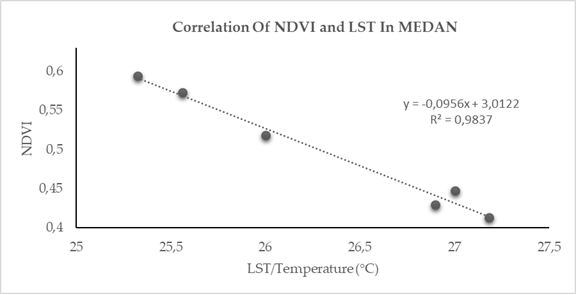 Correlation Of NDVI and LST In MEDAN
0,6
0,55
0,5
0,45
0,4
NDVI
y = -0,0956x + 3,0122
R² = 0,9837
25
25,5
26
26,5
27
27,5
LST/Temperature (°C)